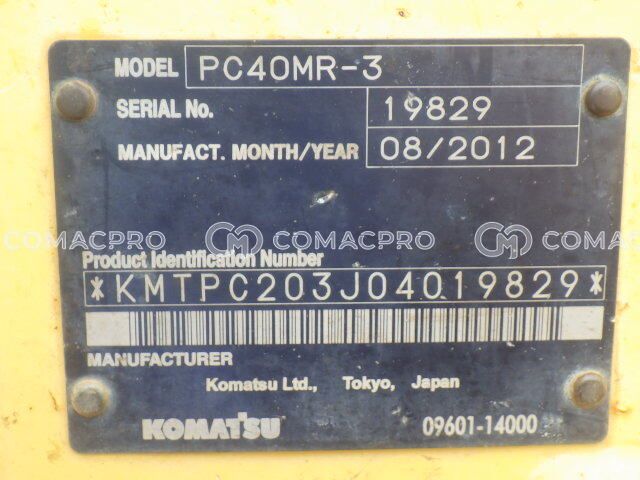 MODEL PC40MR-3
SERIAL No. 19829
MANUFACT. MONTH/YEAR 08/2012
COMACPRO COMACPRO COMACPRO
Product Identification Number
*KMTPC203J04019829*
MANUFACTURER
Komatsu Ltd., Tokyo, Japan
KOMATSU 09601-14000